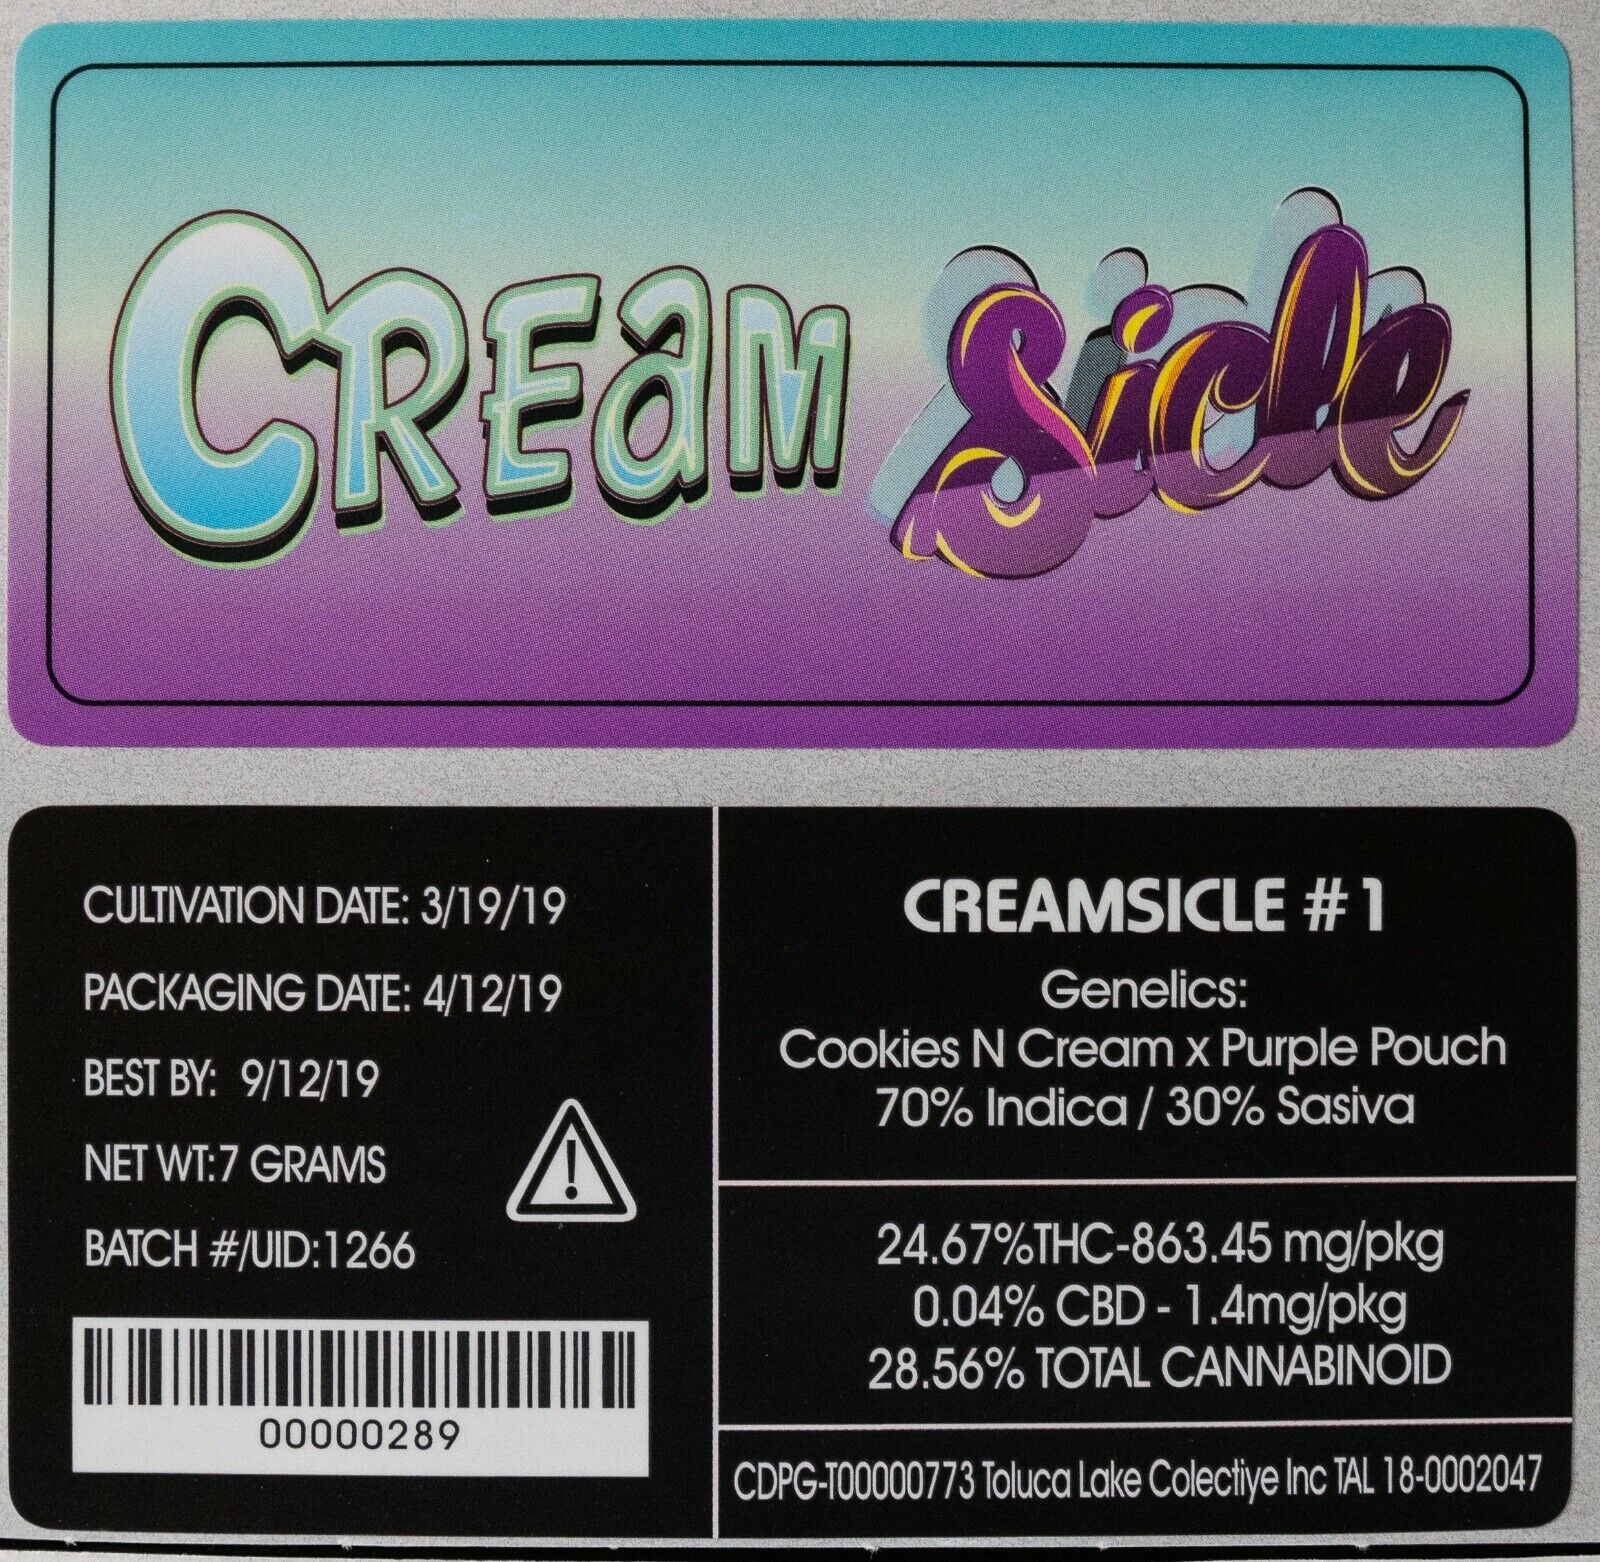 CREam Sicle
CULTIVATION DATE: 3/19/19
PACKAGING DATE: 4/12/19
BEST BY: 9/12/19
NET WT:7 GRAMS
BATCH #/UID:1266
00000289
CREAMSICLE #1
Genelics:
Cookies N Cream x Purple Pouch
70% Indica / 30% Sasiva
24.67%THC-863.45 mg/pkg
0.04% CBD - 1.4mg/pkg
28.56% TOTAL CANNABINOID
CDPG-T00000773 Toluca Lake Colectiye Inc TAL 18-0002047